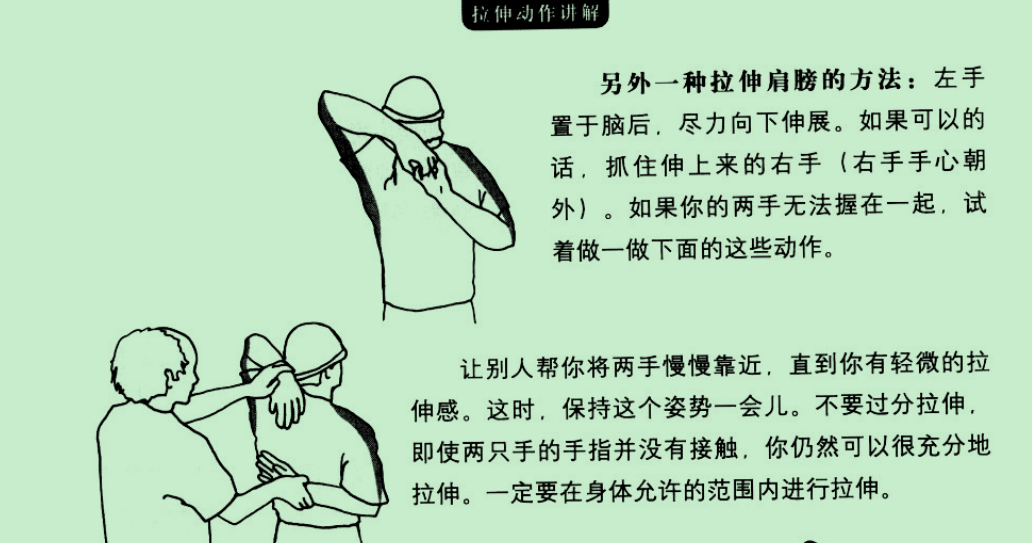 拉伸动作讲解
另外一种拉伸肩膀的方法：左手
置于脑后，尽力向下伸展。如果可以的
话，抓住伸上来的右手（右手手心朝
外）。如果你的两手无法握在一起，试
着做一做下面的这些动作。
让别人帮你将两手慢慢靠近，直到你有轻微的拉
伸感。这时，保持这个姿势一会儿。不要过分拉伸，
即使两只手的手指并没有接触，你仍然可以很充分地
拉伸。一定要在身体允许的范围内进行拉伸。